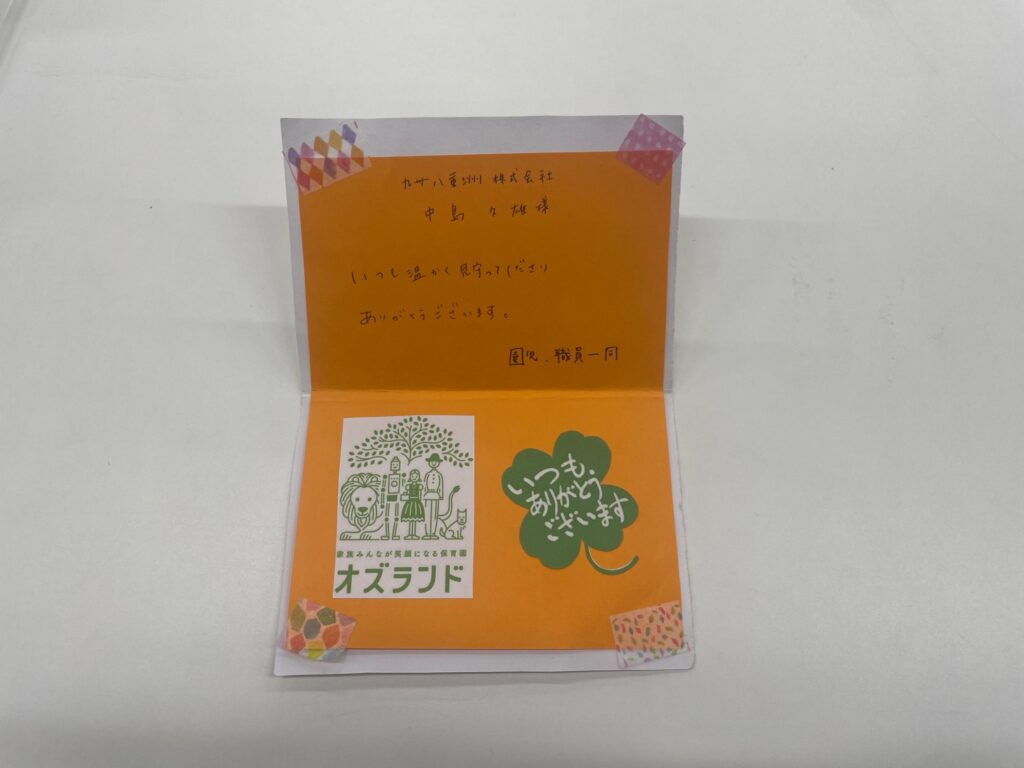 九州八重洲 株式会社
中島 久雄 様
いつも温かく見守ってくださり
ありがとうございます。
園児、職員一同
家族みんなが笑顔になる保育園
オズランド
いつも、
ありがとう
ございます